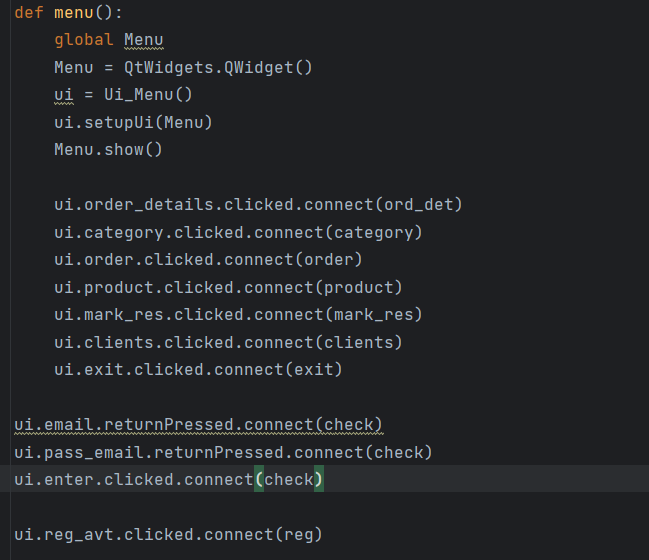 def menu():
    global Menu
    Menu = QtWidgets.QWidget()
    ui = Ui_Menu()
    ui.setupUi(Menu)
    Menu.show()

    ui.order_details.clicked.connect(ord_det)
    ui.category.clicked.connect(category)
    ui.order.clicked.connect(order)
    ui.product.clicked.connect(product)
    ui.mark_res.clicked.connect(mark_res)
    ui.clients.clicked.connect(clients)
    ui.exit.clicked.connect(exit)

ui.email.returnPressed.connect(check)
ui.pass_email.returnPressed.connect(check)
ui.enter.clicked.connect(check)

ui.reg_avt.clicked.connect(reg)